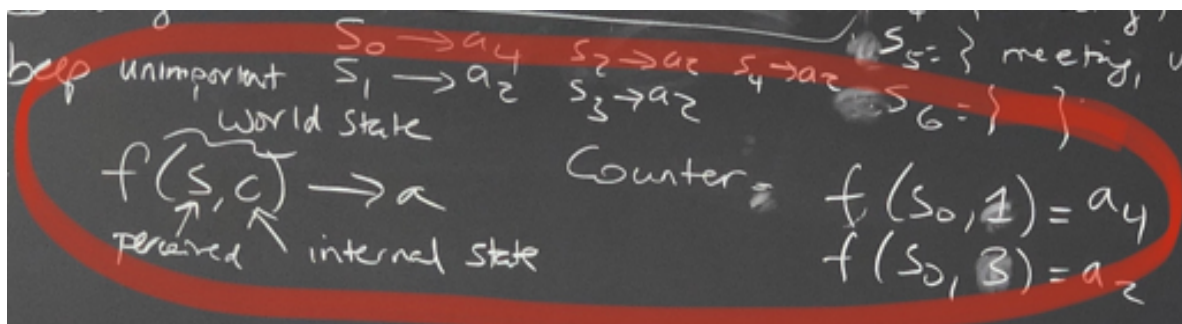 S₀ → a₄ S₂ → a₂ S₄ → a₂ S₅ = } meeting,
beep unimportant S₁ → a₂ S₃ → a₂ S₆ = { }
world state
f(s, c) → a Counter = f(S₀, 1) = a₄
perceived internal state f(S₀, 3) = a₂